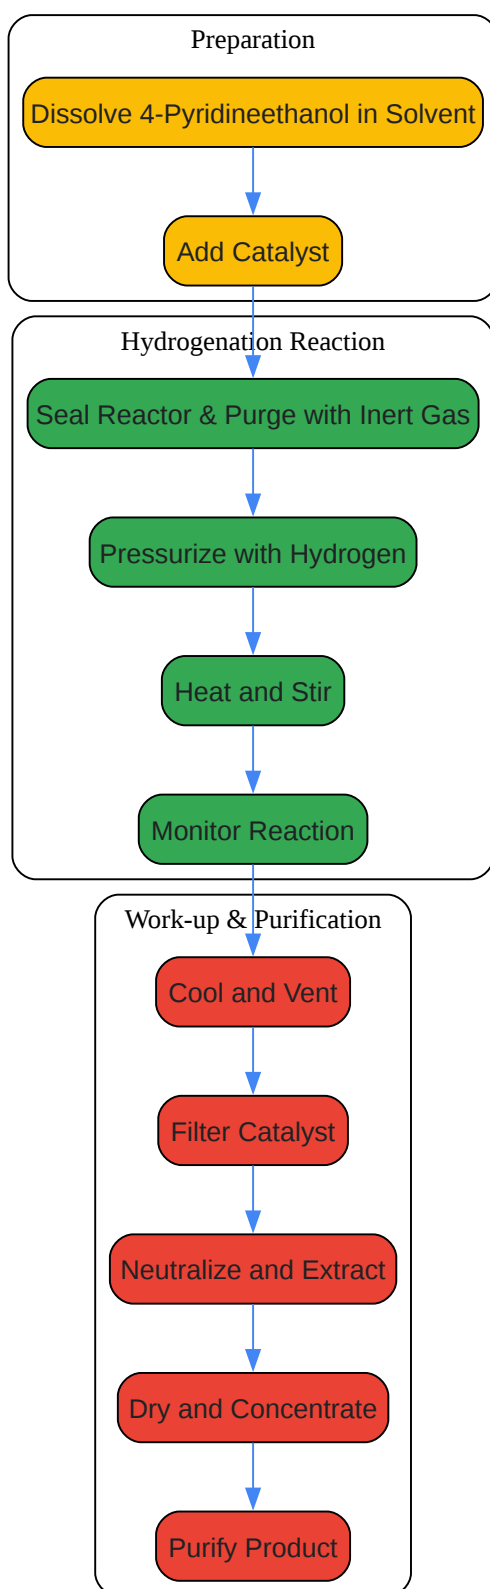 Preparation
Dissolve 4-Pyridineethanol in Solvent
Add Catalyst
Hydrogenation Reaction
Seal Reactor & Purge with Inert Gas
Pressurize with Hydrogen
Heat and Stir
Monitor Reaction
Work-up & Purification
Cool and Vent
Filter Catalyst
Neutralize and Extract
Dry and Concentrate
Purify Product